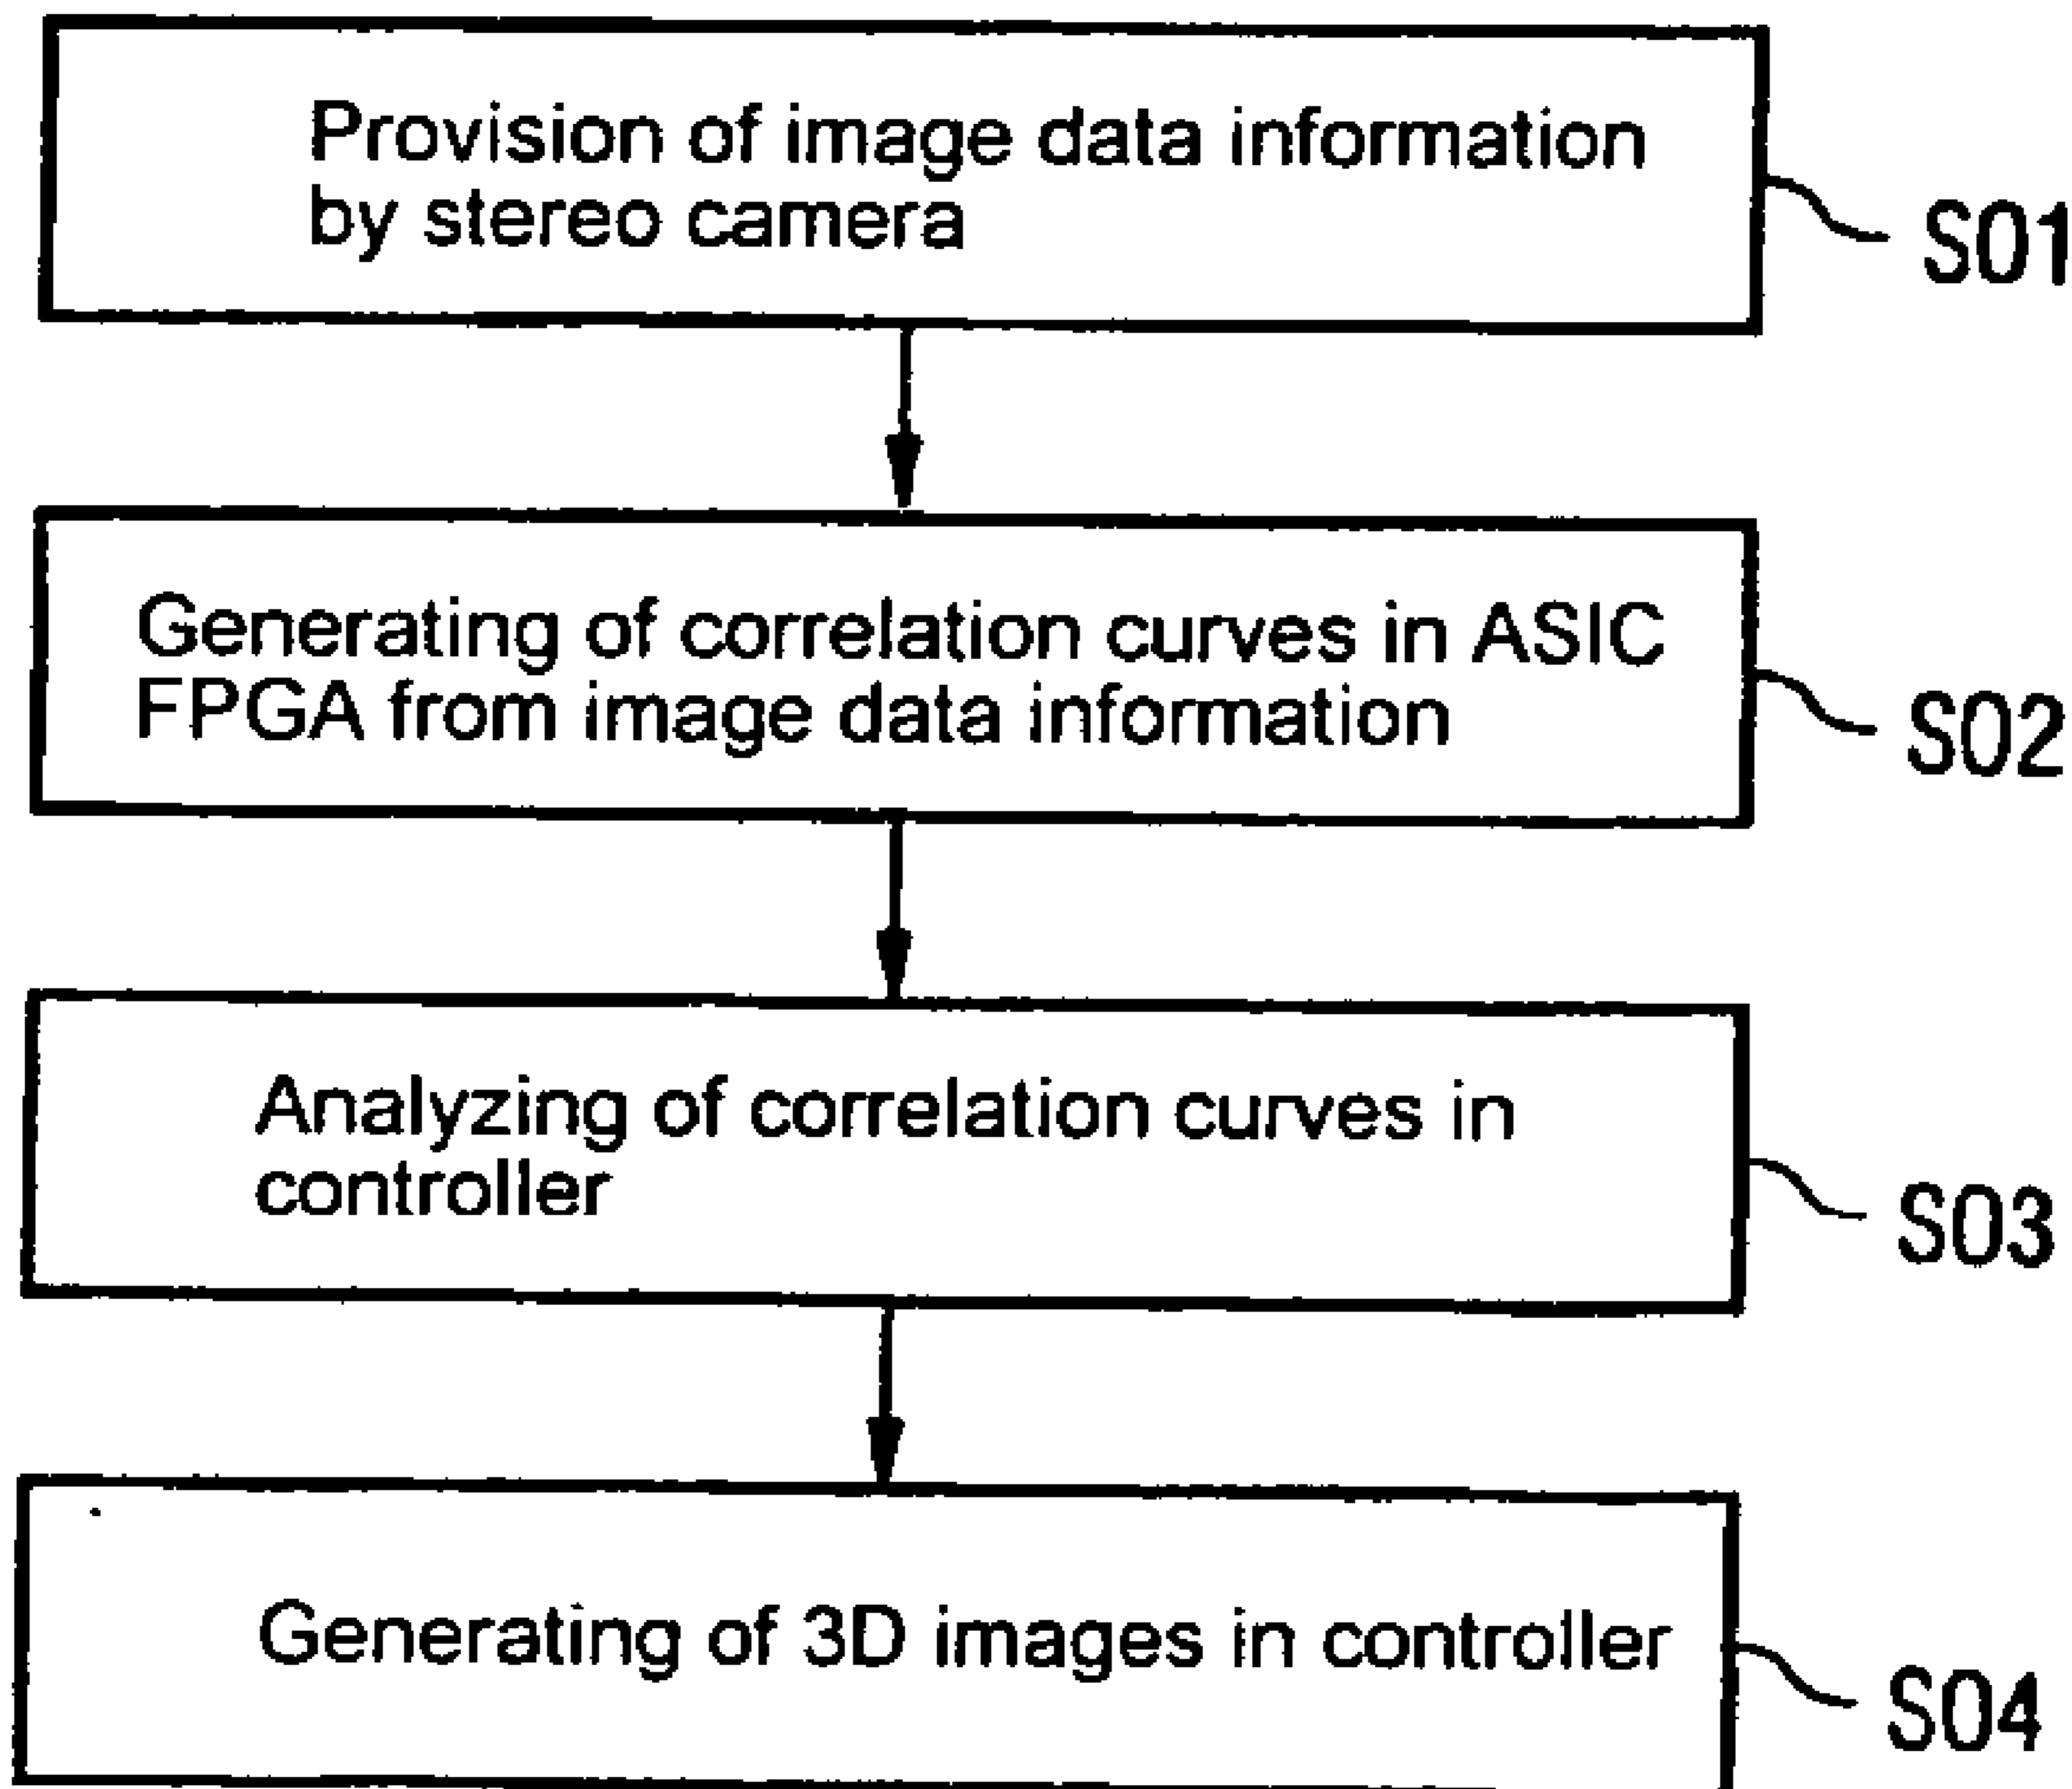 Provision of image data information
by stereo camera
S01
Generating of correlation curves in ASIC
FPGA from image data information
S02
Analyzing of correlation curves in
controller
S03
Generating of 3D images in controller
S04